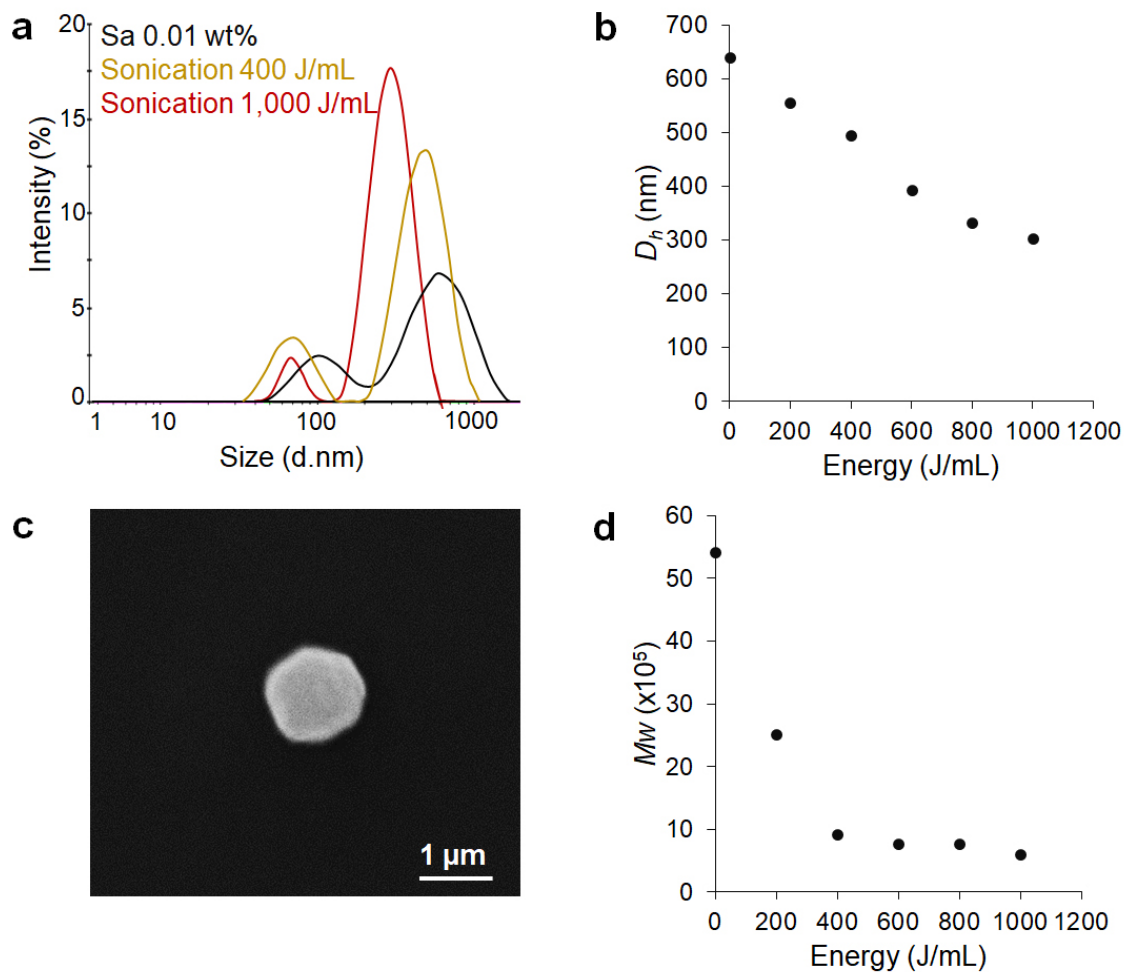 a
20
15
10
5
0
Intensity (%)
Sa 0.01 wt%
Sonication 400 J/mL
Sonication 1,000 J/mL
1 10 100 1000
Size (d.nm)
b
700
600
500
400
300
200
100
0
Dh (nm)
0 200 400 600 800 1000 1200
Energy (J/mL)
c
1 µm
d
60
50
40
30
20
10
0
Mw (x10⁵)
0 200 400 600 800 1000 1200
Energy (J/mL)